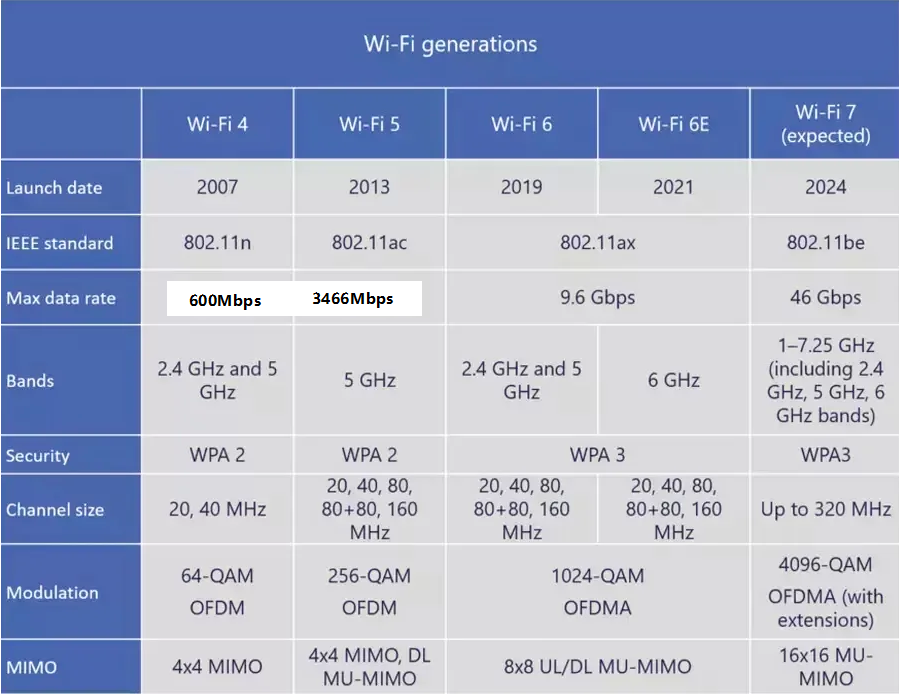 Wi-Fi generations
Wi-Fi 4 Wi-Fi 5 Wi-Fi 6 Wi-Fi 6E Wi-Fi 7
(expected)
Launch date 2007 2013 2019 2021 2024
IEEE standard 802.11n 802.11ac 802.11ax 802.11be
Max data rate 600Mbps 3466Mbps 9.6 Gbps 46 Gbps
Bands
2.4 GHz and 5
GHz
5 GHz
2.4 GHz and 5
GHz
6 GHz
1–7.25 GHz
(including 2.4
GHz, 5 GHz, 6
GHz bands)
Security WPA 2 WPA 2 WPA 3 WPA3
Channel size
20, 40 MHz
20, 40, 80,
80+80, 160
MHz
20, 40, 80,
80+80, 160
MHz
20, 40, 80,
80+80, 160
MHz
Up to 320 MHz
Modulation
64-QAM
OFDM
256-QAM
OFDM
1024-QAM
OFDMA
4096-QAM
OFDMA (with
extensions)
MIMO
4x4 MIMO
4x4 MIMO, DL
MU-MIMO
8x8 UL/DL MU-MIMO
16x16 MU-
MIMO